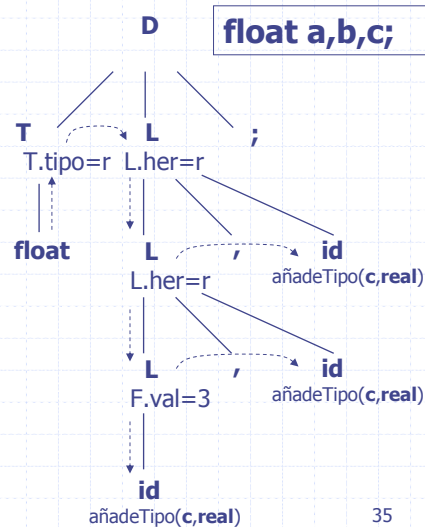 D
float a,b,c;
T L ;
T.tipo=r L.her=r
float L , id
L.her=r añadeTipo(c,real)
L , id
F.val=3 añadeTipo(c,real)
id
añadeTipo(c,real)
35